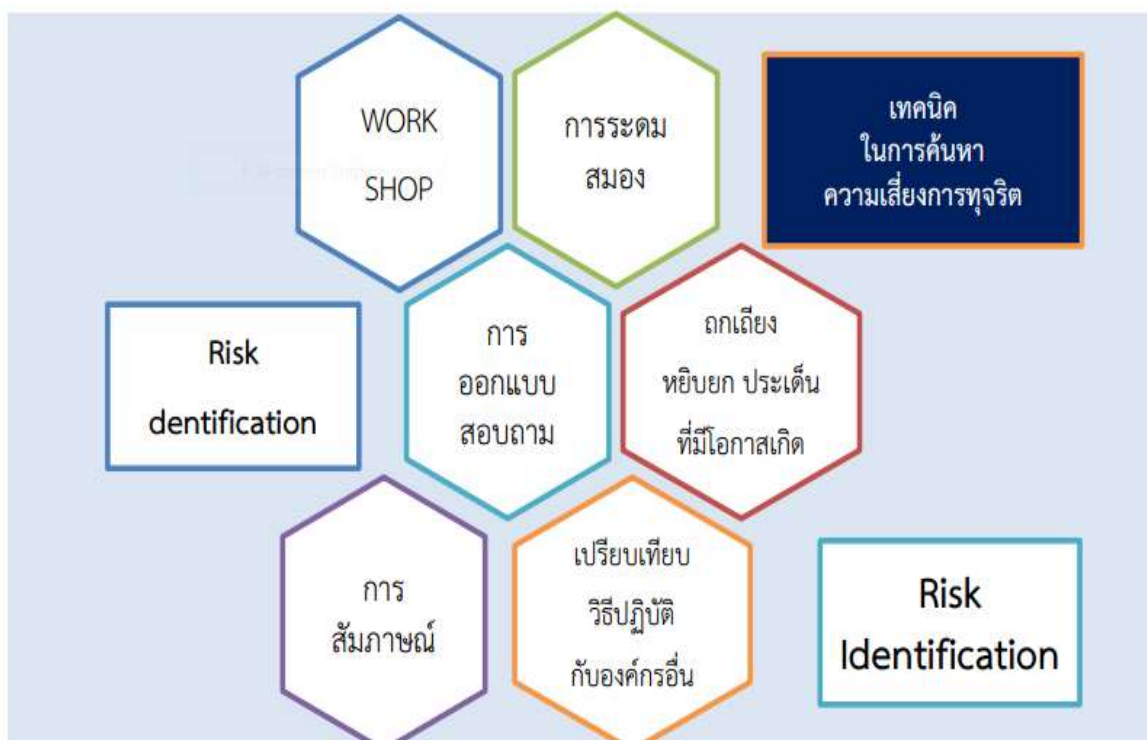 WORK
SHOP
การระดม
สมอง
เทคนิค
ในการค้นหา
ความเสี่ยงการทุจริต
Risk
dentification
การ
ออกแบบ
สอบถาม
ถกเถียง
หยิบยก ประเด็น
ที่มีโอกาสเกิด
การ
สัมภาษณ์
เปรียบเทียบ
วิธีปฏิบัติ
กับองค์กรอื่น
Risk
Identification